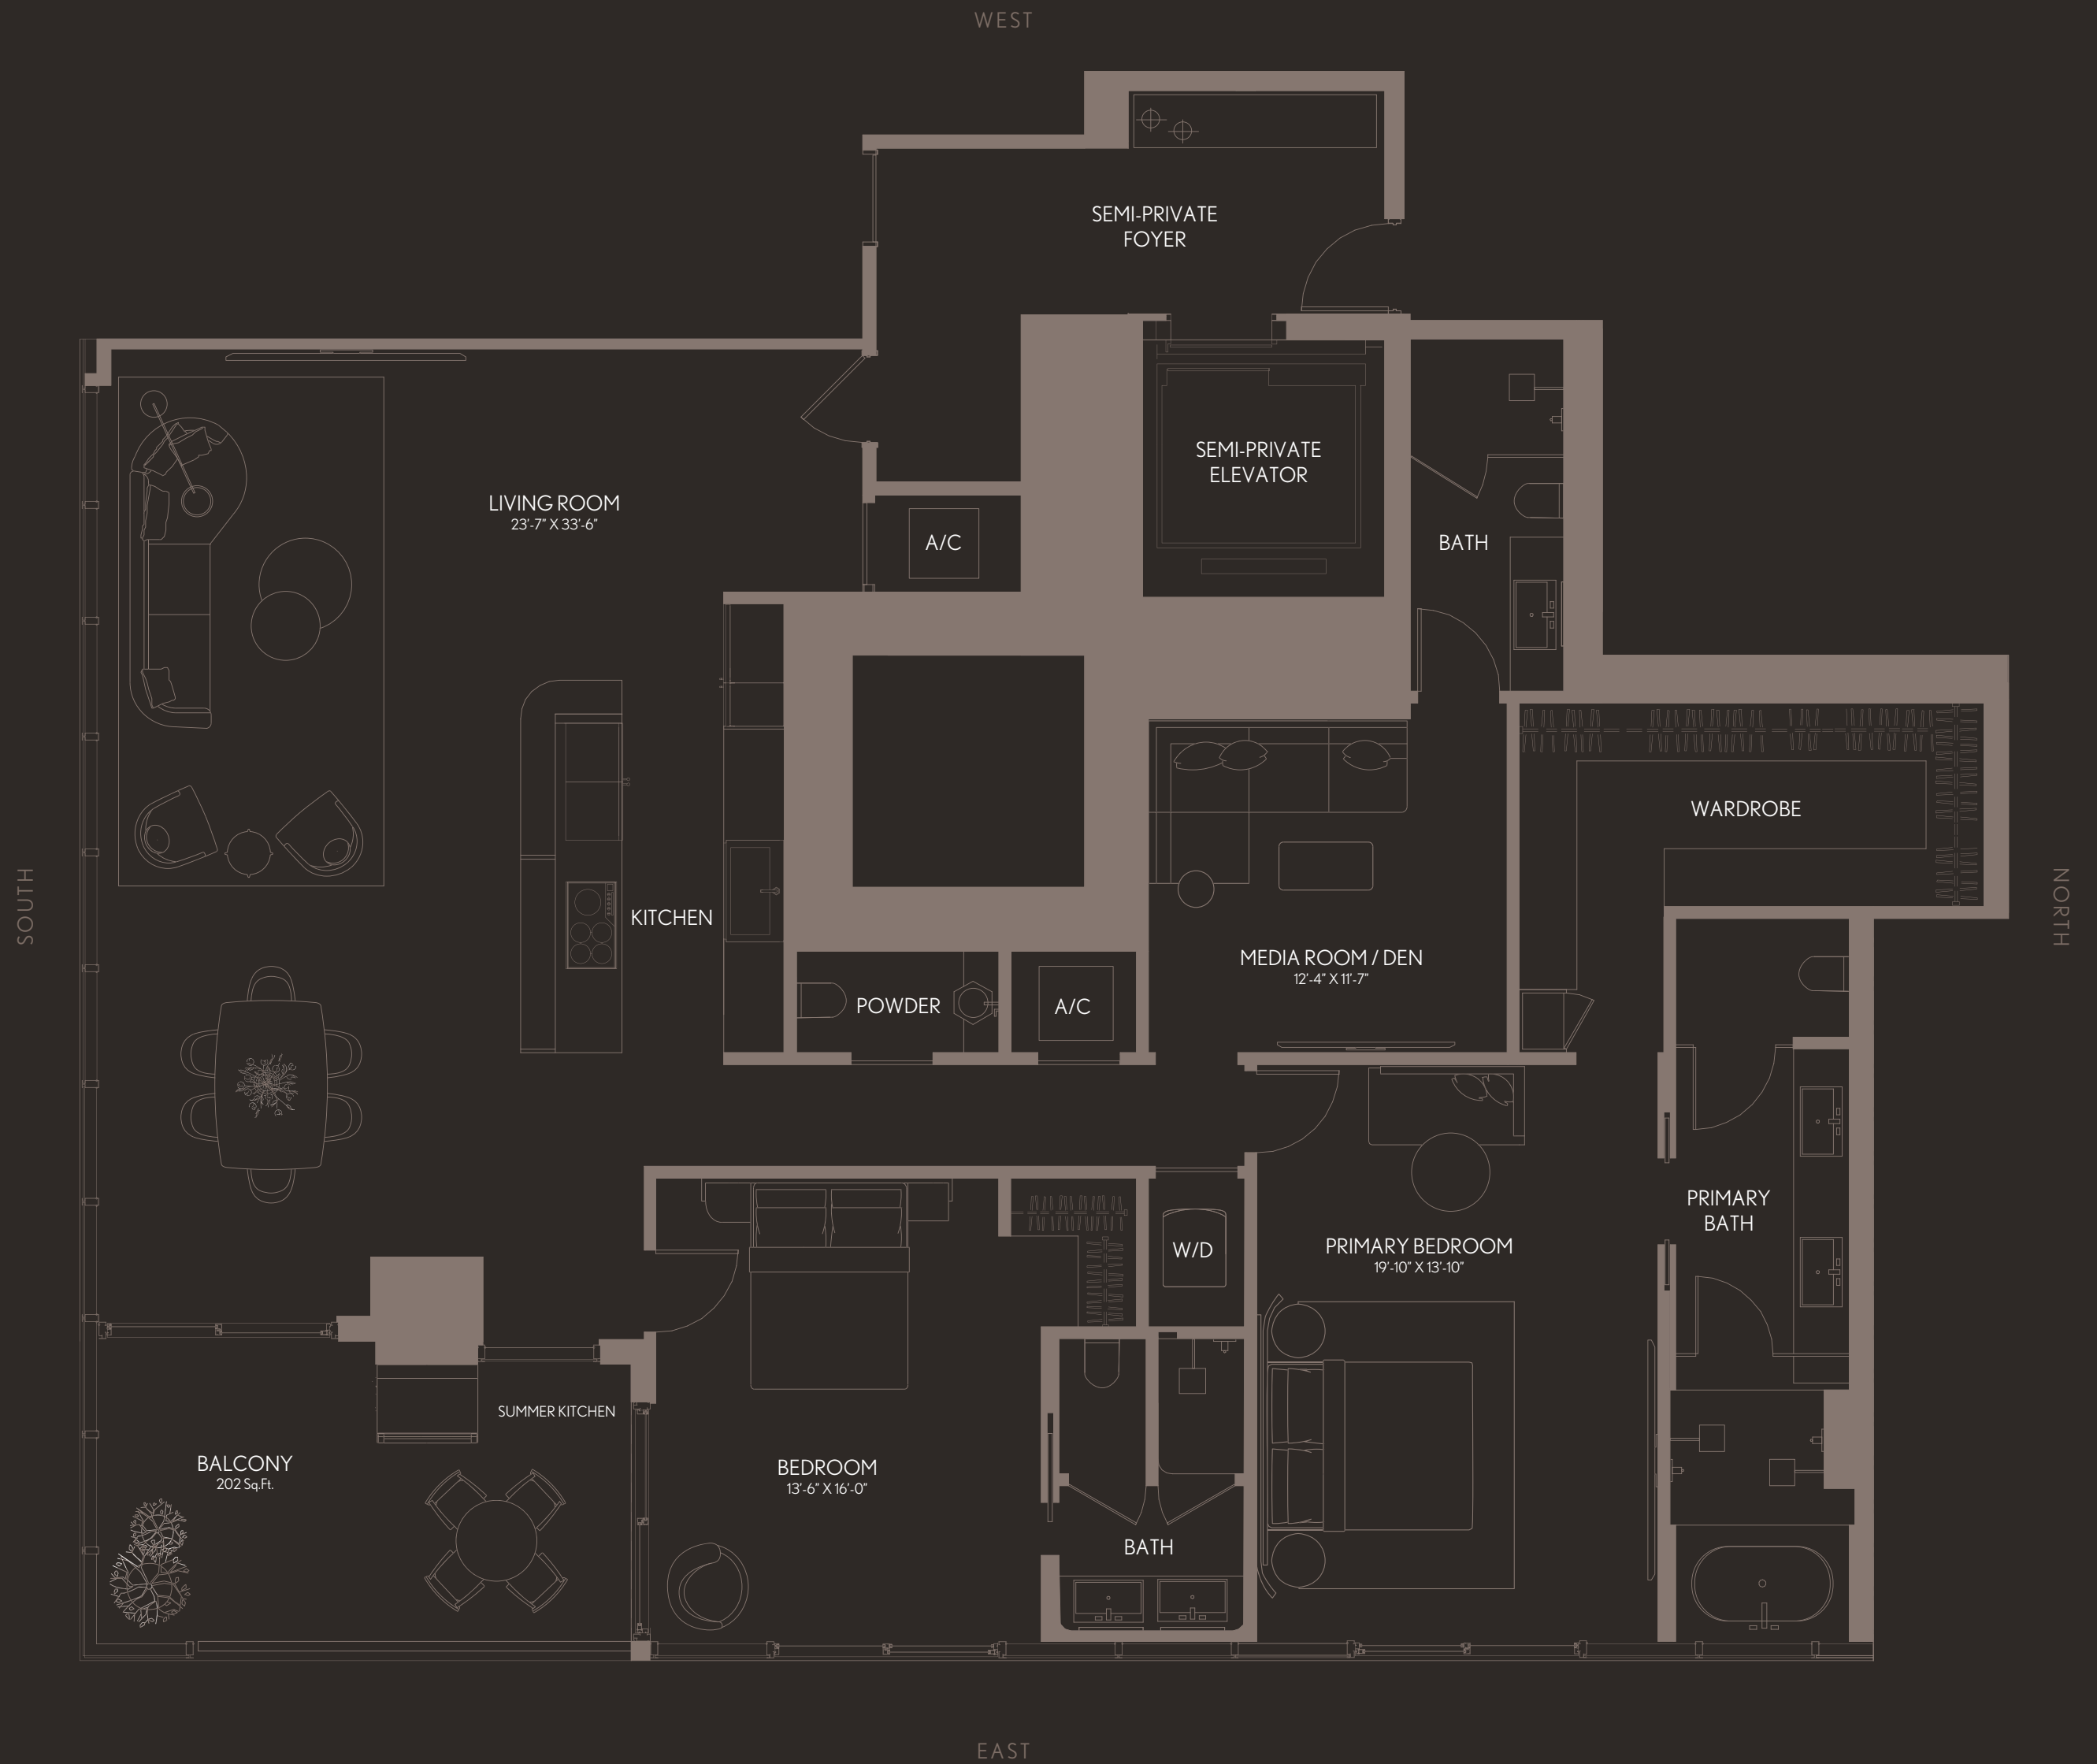 WEST
SEMI-PRIVATE
FOYER
SEMI-PRIVATE
ELEVATOR
LIVING ROOM
23'-7" X 33'-6"
A/C
BATH
WARDROBE
SOUTH
NORTH
KITCHEN
MEDIA ROOM / DEN
12'-4" X 11'-7"
POWDER
A/C
PRIMARY
BATH
W/D
PRIMARY BEDROOM
19'-10" X 13'-10"
SUMMER KITCHEN
BALCONY
202 Sq.Ft.
BEDROOM
13'-6" X 16'-0"
BATH
EAST